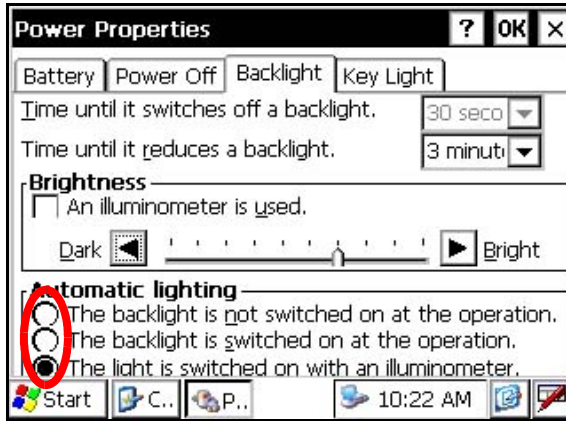 Power Properties ? OK ×
Battery Power Off Backlight Key Light
Time until it switches off a backlight. 30 seco
Time until it reduces a backlight. 3 minut
Brightness
An illuminometer is used.
Dark Bright
Automatic lighting
The backlight is not switched on at the operation.
The backlight is switched on at the operation.
The light is switched on with an illuminometer.
Start C.. P.. 10:22 AM